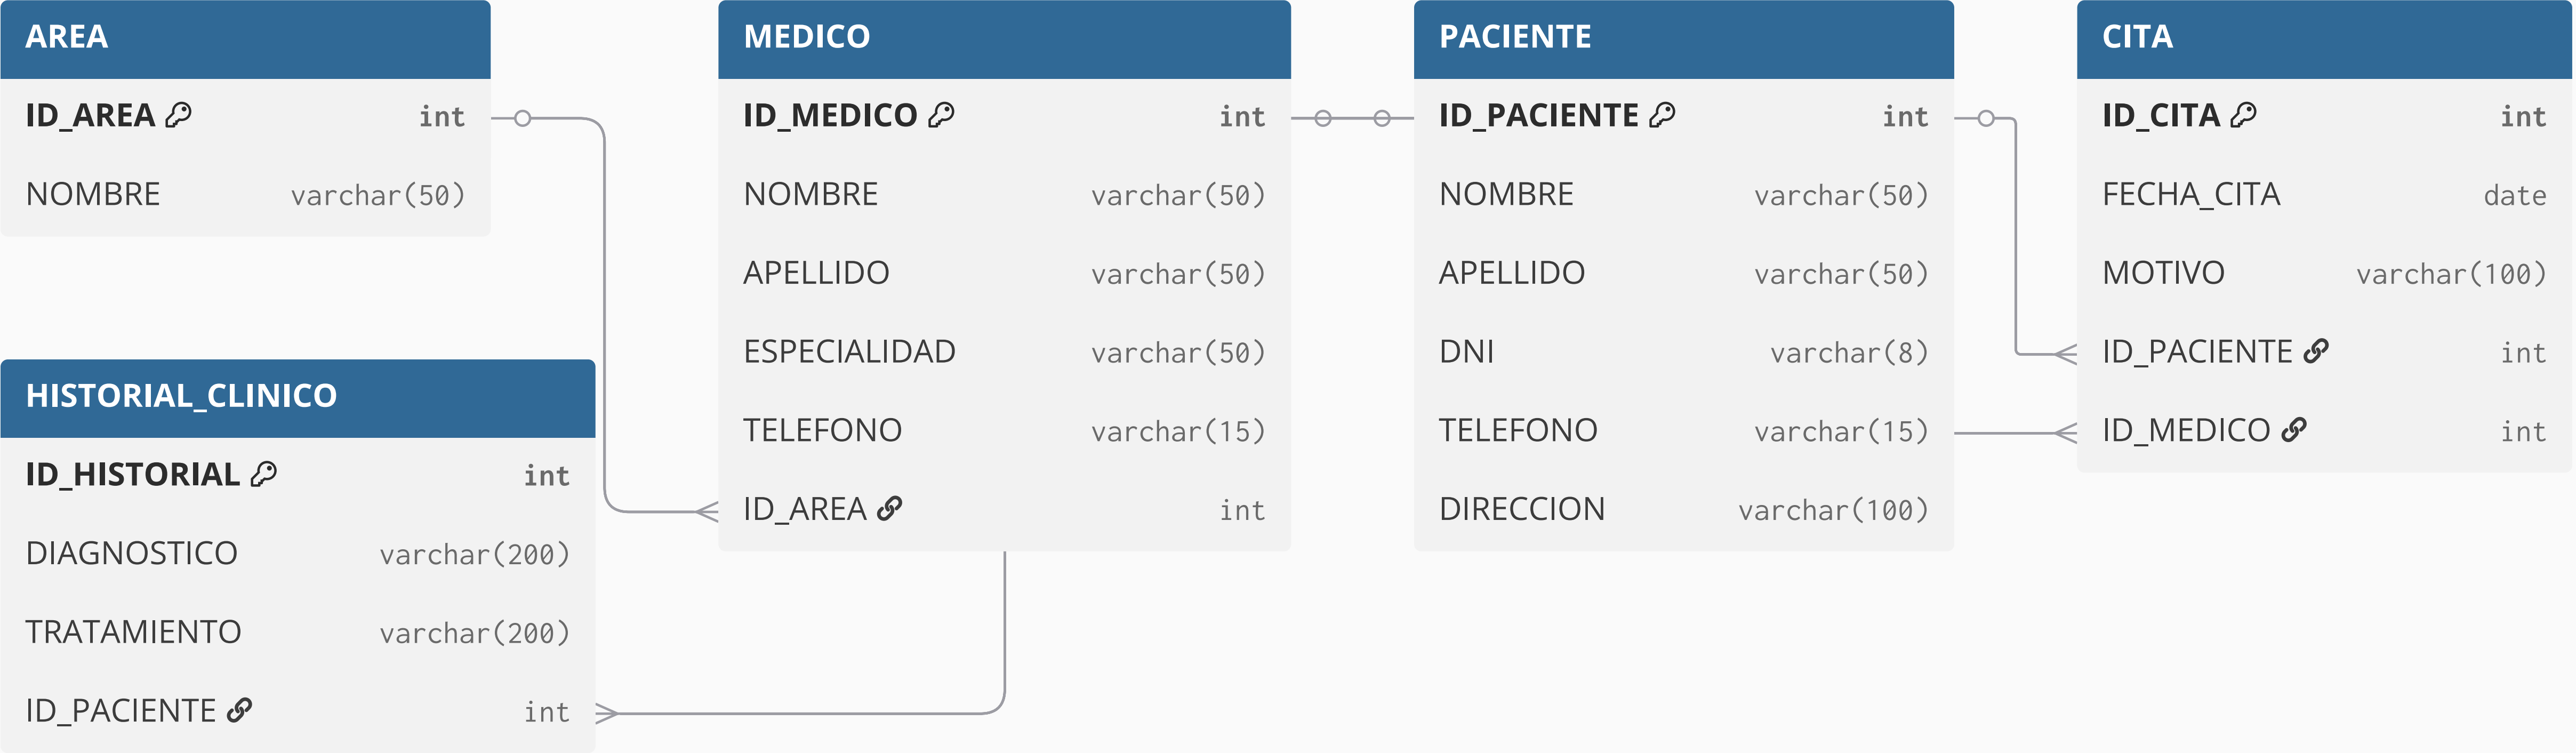 AREA
ID_AREA int
NOMBRE varchar(50)
HISTORIAL_CLINICO
ID_HISTORIAL int
DIAGNOSTICO varchar(200)
TRATAMIENTO varchar(200)
ID_PACIENTE int
MEDICO
ID_MEDICO int
NOMBRE varchar(50)
APELLIDO varchar(50)
ESPECIALIDAD varchar(50)
TELEFONO varchar(15)
ID_AREA int
PACIENTE
ID_PACIENTE int
NOMBRE varchar(50)
APELLIDO varchar(50)
DNI varchar(8)
TELEFONO varchar(15)
DIRECCION varchar(100)
CITA
ID_CITA int
FECHA_CITA date
MOTIVO varchar(100)
ID_PACIENTE int
ID_MEDICO int